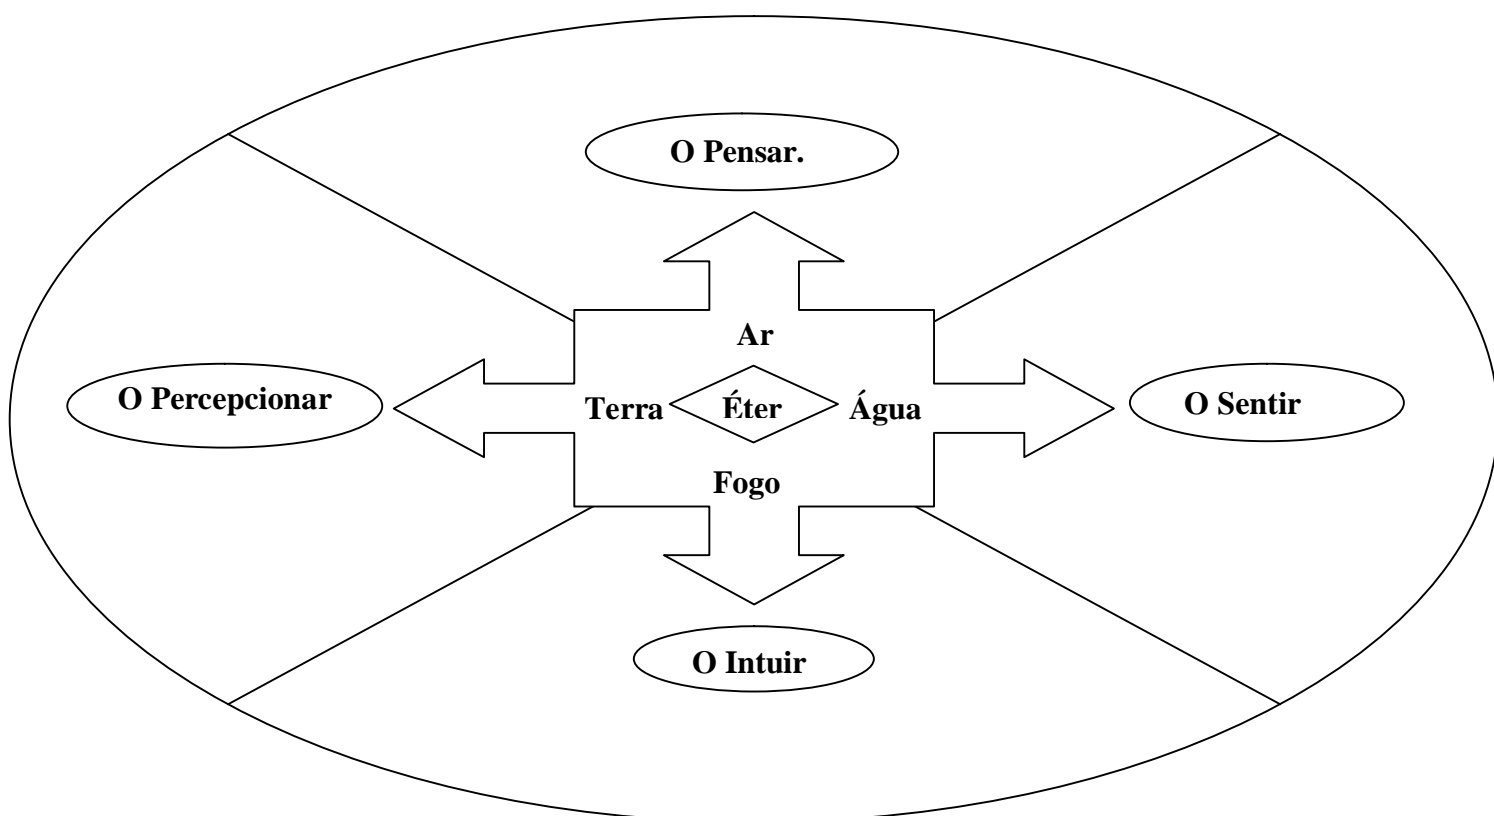 O Pensar.
Ar
O Percepcionar
Terra Éter Água
O Sentir
Fogo
O Intuir